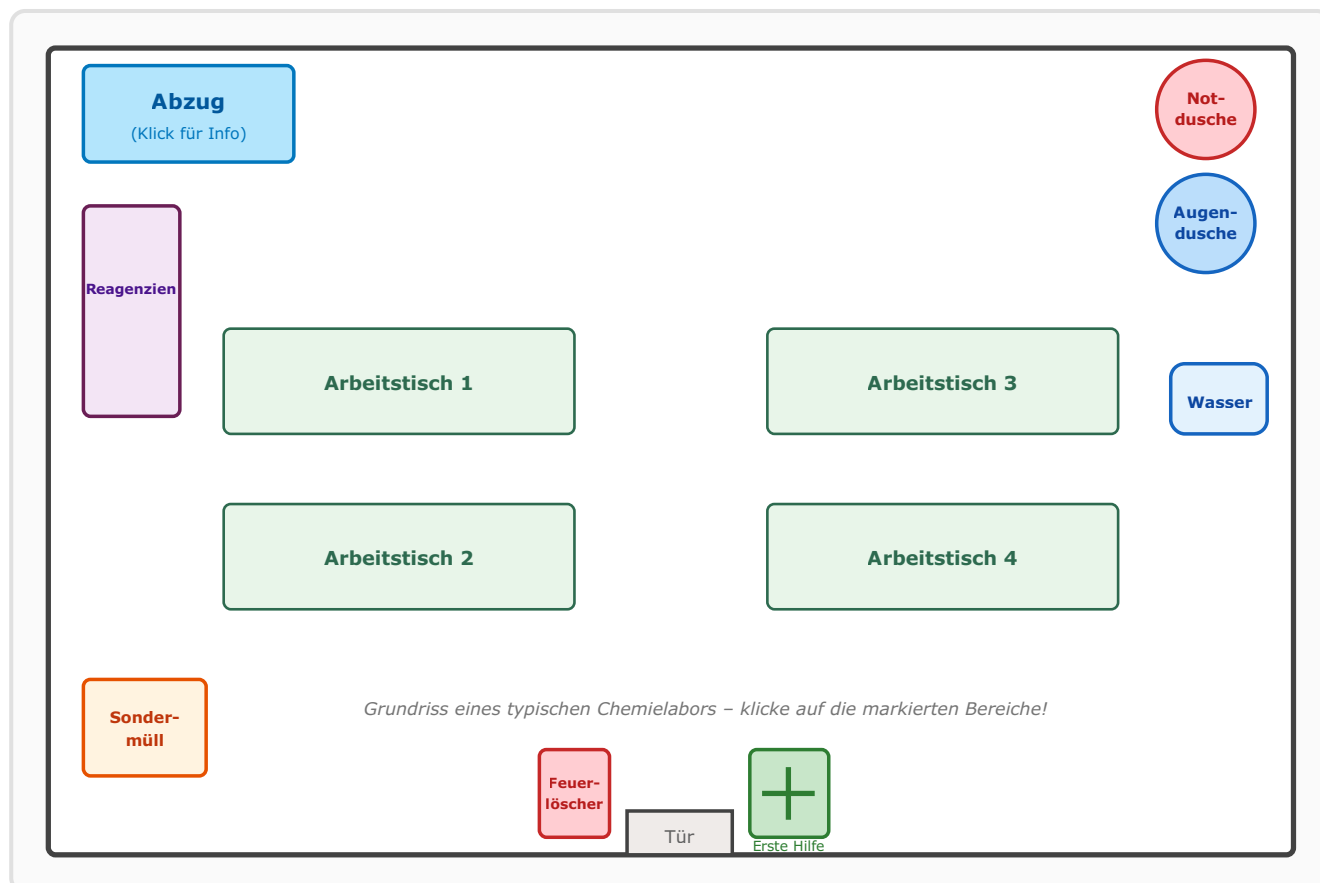 Abzug
(Klick für Info)
Not-
dusche
Augen-
dusche
Reagenzien
Arbeitstisch 1
Arbeitstisch 3
Wasser
Arbeitstisch 2
Arbeitstisch 4
Sonder-
müll
Grundriss eines typischen Chemielabors – klicke auf die markierten Bereiche!
Feuer-
löscher
Tür
Erste Hilfe